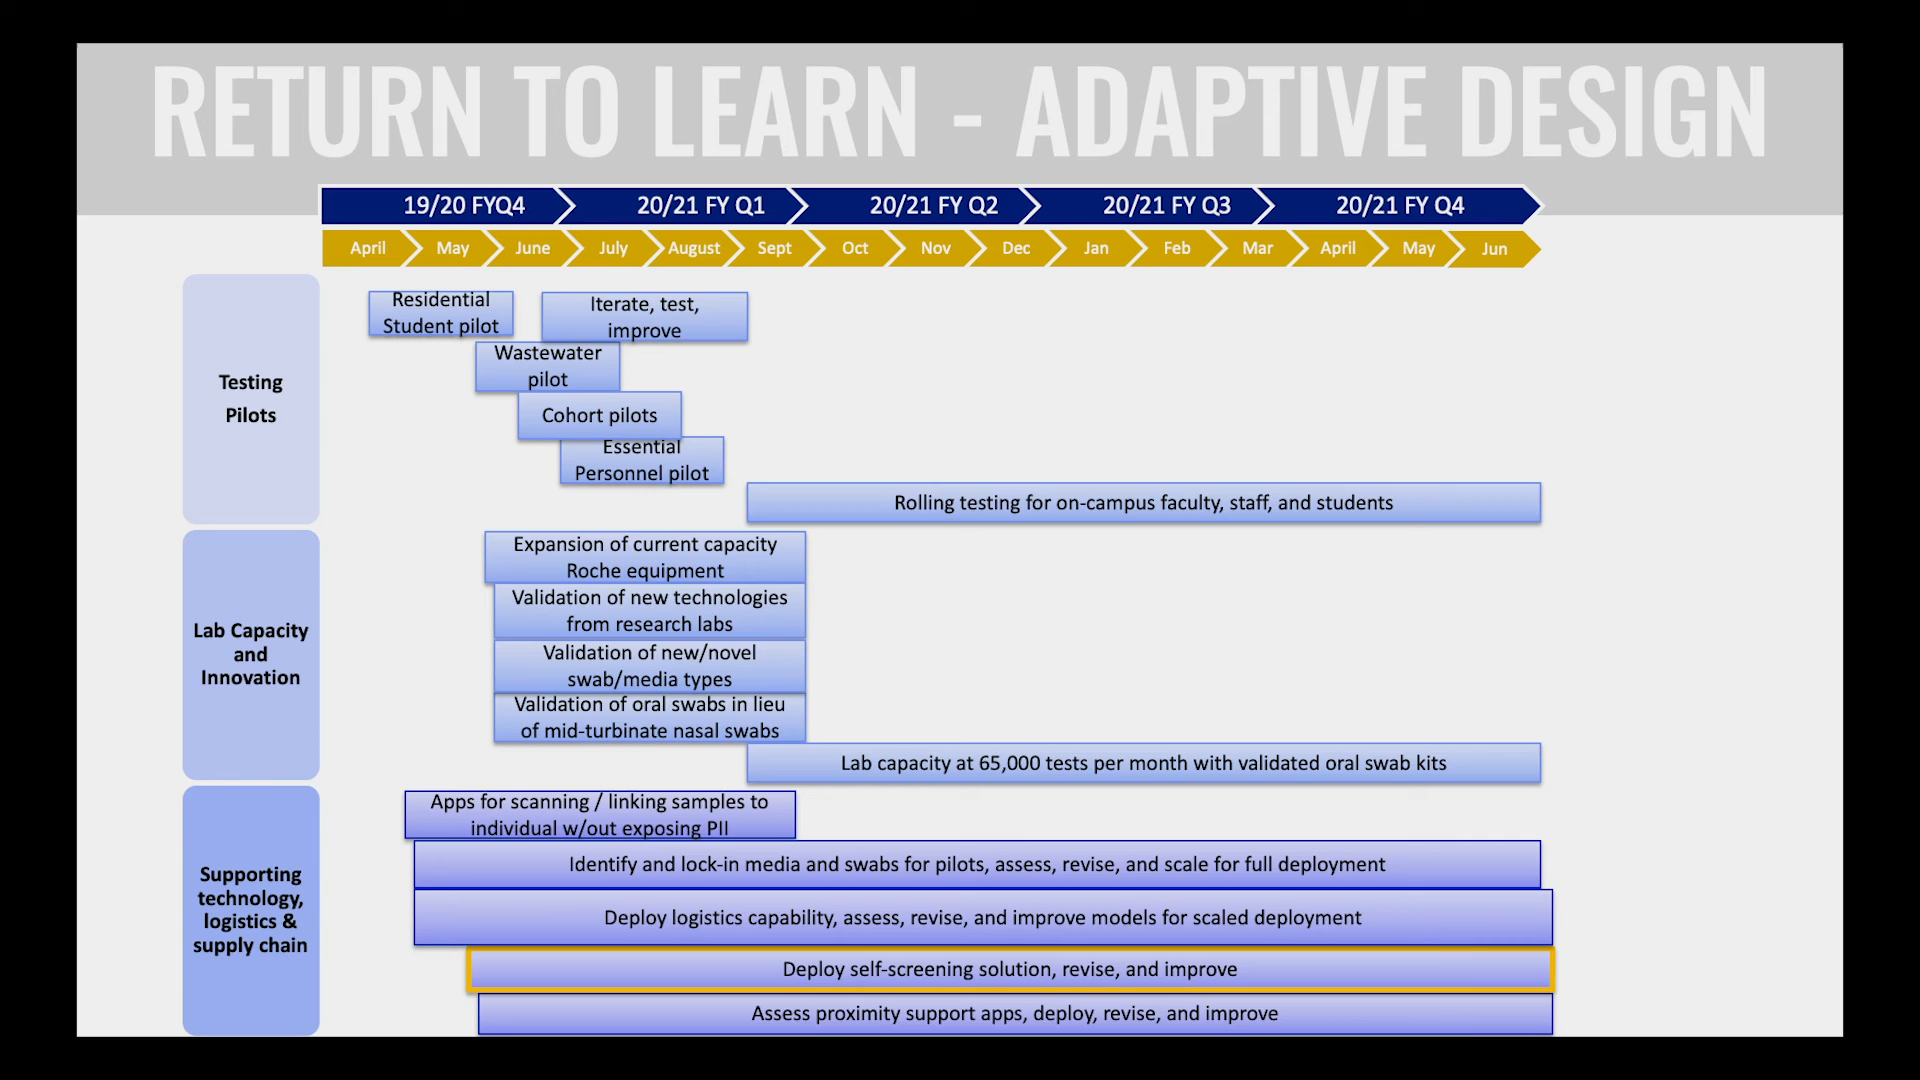 RETURN TO LEARN - ADAPTIVE DESIGN
19/20 FYQ4 20/21 FY Q1 20/21 FY Q2 20/21 FY Q3 20/21 FY Q4
April May June July August Sept Oct Nov Dec Jan Feb Mar April May Jun
Testing
Pilots
Residential
Student pilot
Iterate, test,
improve
Wastewater
pilot
Cohort pilots
Essential
Personnel pilot
Rolling testing for on-campus faculty, staff, and students
Lab Capacity
and
Innovation
Expansion of current capacity
Roche equipment
Validation of new technologies
from research labs
Validation of new/novel
swab/media types
Validation of oral swabs in lieu
of mid-turbinate nasal swabs
Lab capacity at 65,000 tests per month with validated oral swab kits
Supporting
technology,
logistics &
supply chain
Apps for scanning / linking samples to
individual w/out exposing PII
Identify and lock-in media and swabs for pilots, assess, revise, and scale for full deployment
Deploy logistics capability, assess, revise, and improve models for scaled deployment
Deploy self-screening solution, revise, and improve
Assess proximity support apps, deploy, revise, and improve